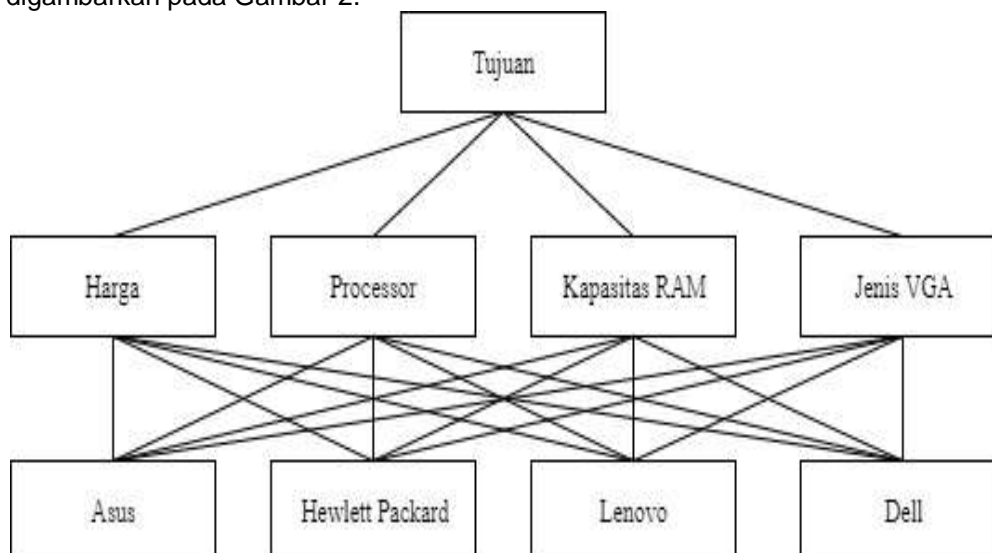 digambarkan pada Gambar 2.
Tujuan
Harga
Processor
Kapasitas RAM
Jenis VGA
Asus
Hewlett Packard
Lenovo
Dell